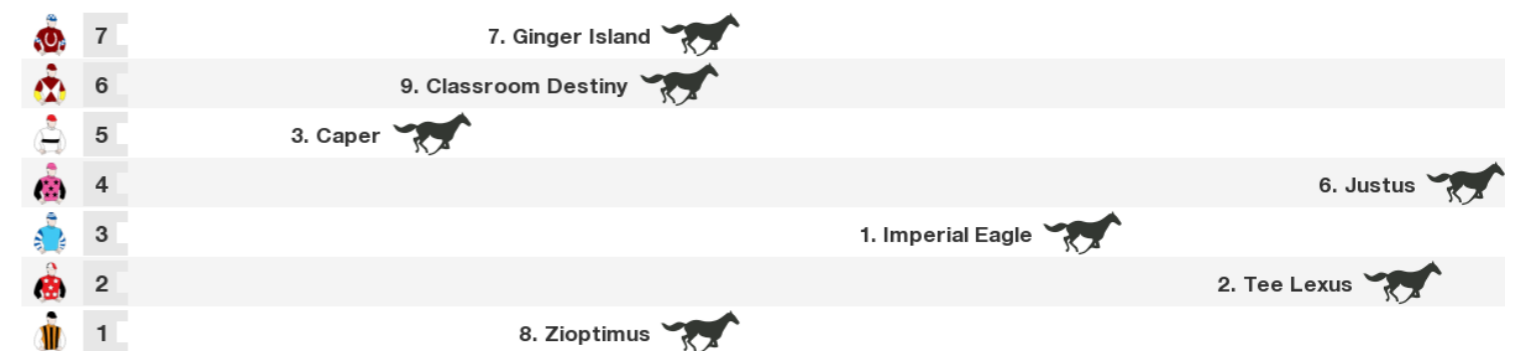 7 7. Ginger Island
6 9. Classroom Destiny
5 3. Caper
4 6. Justus
3 1. Imperial Eagle
2 2. Tee Lexus
1 8. Zioptimus